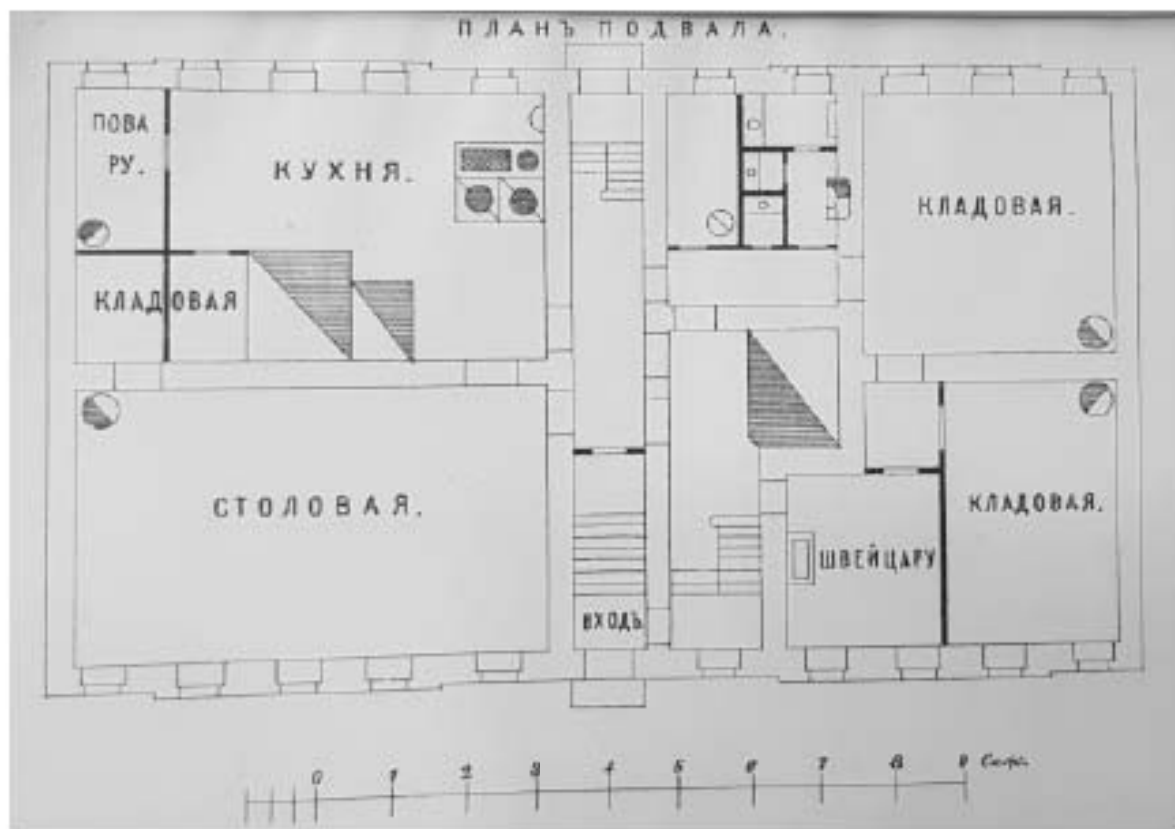 ПЛАНЪ ПОДВАЛА.
ПОВА
РУ.
КУХНЯ.
КЛАДОВАЯ.
КЛАДОВАЯ
СТОЛОВАЯ.
КЛАДОВАЯ.
ШВЕЙЦАРУ
ВХОДЪ.
0 1 2 3 4 5 6 7 8 9